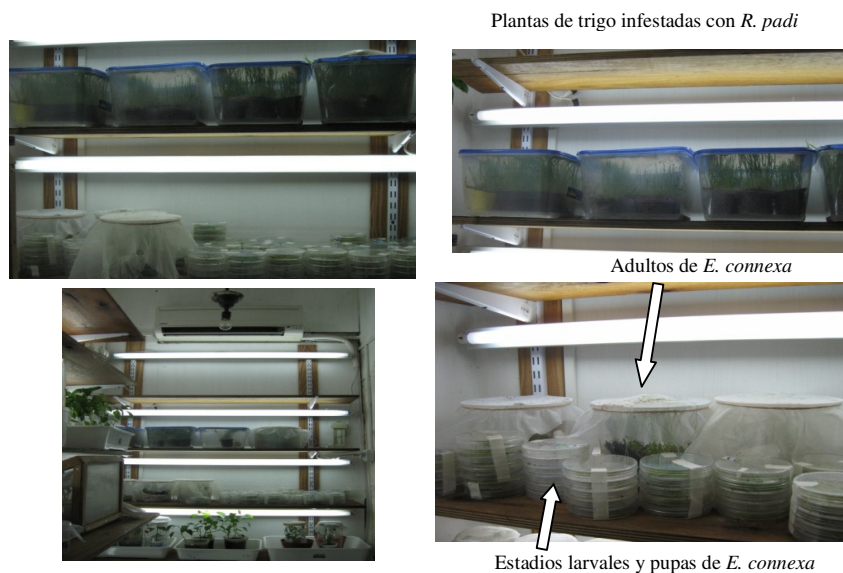 Plantas de trigo infestadas con R. padi
Adultos de E. connexa
Estadios larvales y pupas de E. connexa